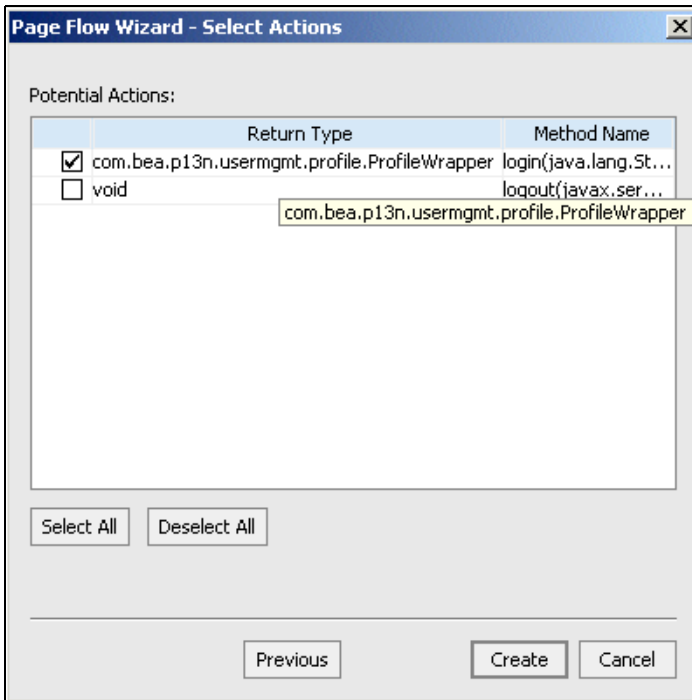 Page Flow Wizard - Select Actions
Potential Actions:
Return Type Method Name
com.bea.p13n.usermgmt.profile.ProfileWrapper login(java.lang.St...
void logout(javax.ser...
com.bea.p13n.usermgmt.profile.ProfileWrapper
Select All Deselect All
Previous Create Cancel